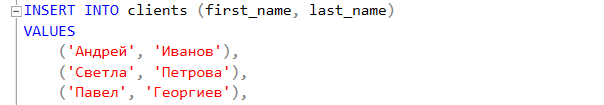 INSERT INTO clients (first_name, last_name)
VALUES
('Андрей', 'Иванов'),
('Светла', 'Петрова'),
('Павел', 'Георгиев'),